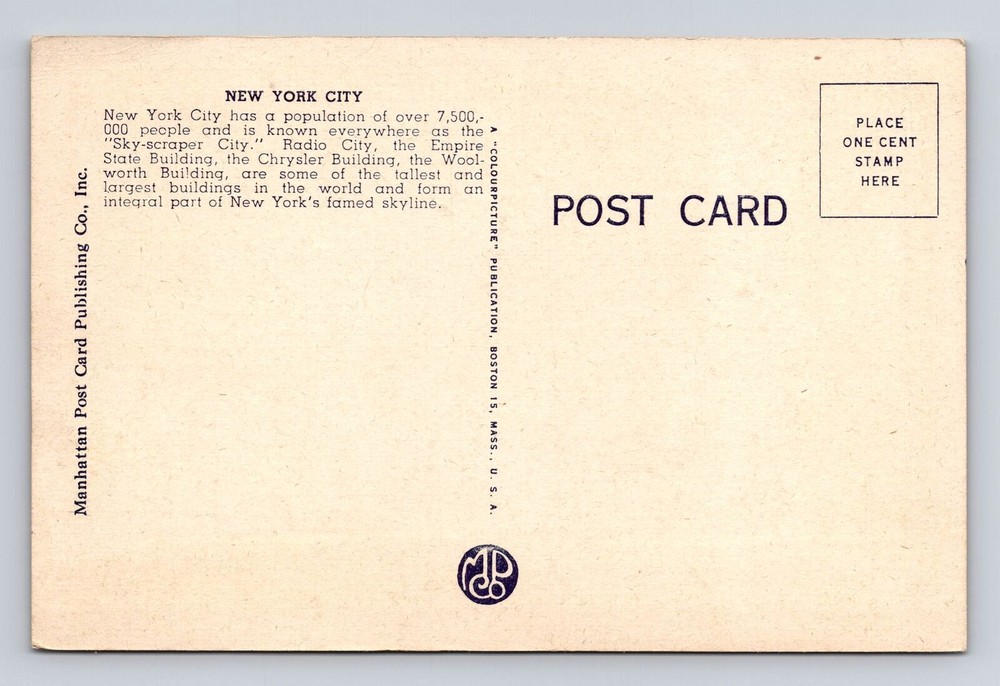 NEW YORK CITY
New York City has a population of over 7,500,-
000 people and is known everywhere as the
"Sky-scraper City." Radio City, the Empire
State Building, the Chrysler Building, the Wool-
worth Building, are some of the tallest and
largest buildings in the world and form an
integral part of New York's famed skyline.
Manhattan Post Card Publishing Co., Inc.
A "COLOURPICTURE" PUBLICATION, BOSTON 15, MASS., U. S. A.
POST CARD
PLACE
ONE CENT
STAMP
HERE
MPCo